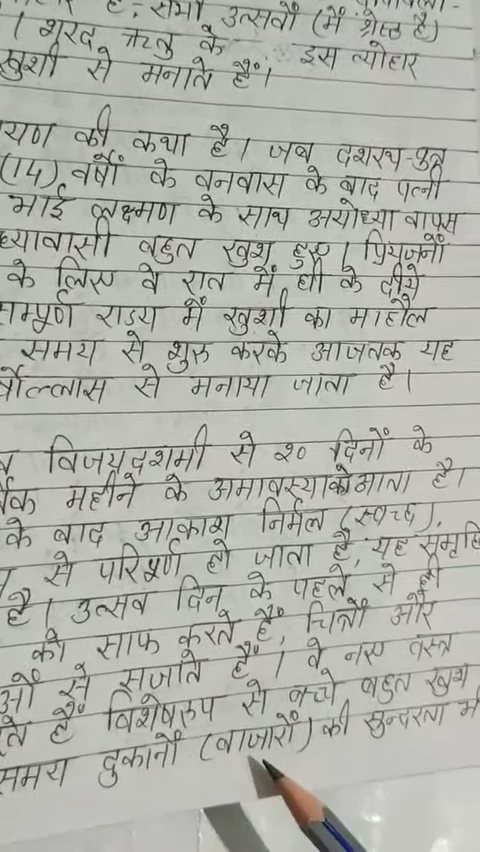 है. सभी उत्सवों (में श्रेष्ठ है)
। शरद ऋतु के इस त्योहार
खुशी से मनाते हैं।
यण की कथा है। जब दशरथ-पुत्र
(14) वर्षों के वनवास के बाद पत्नी
भाई लक्ष्मण के साथ अयोध्या वापस
ध्यावासी बहुत खुश हुए। प्रियजनों
के लिए वे रात में घी के दीये
सम्पूर्ण राज्य में खुशी का माहौल
समय से शुरू करके आजतक यह
र्षोल्लास से मनाया जाता है।
विजयदशमी से २० दिनों के
महीने के अमावस्या को आता है।
के बाद आकाश निर्मल (स्वच्छ),
से परिपूर्ण हो जाता है, यह समृद्धि
है। उत्सव दिन के पहले से ही
को साफ करते हैं, चित्रों और
ओं से सजाते हैं। वे नए वस्त्र
ते हैं विशेषरूप से बच्चे बहुत खुश
समय दुकानों (बाजारों) की सुन्दरता में